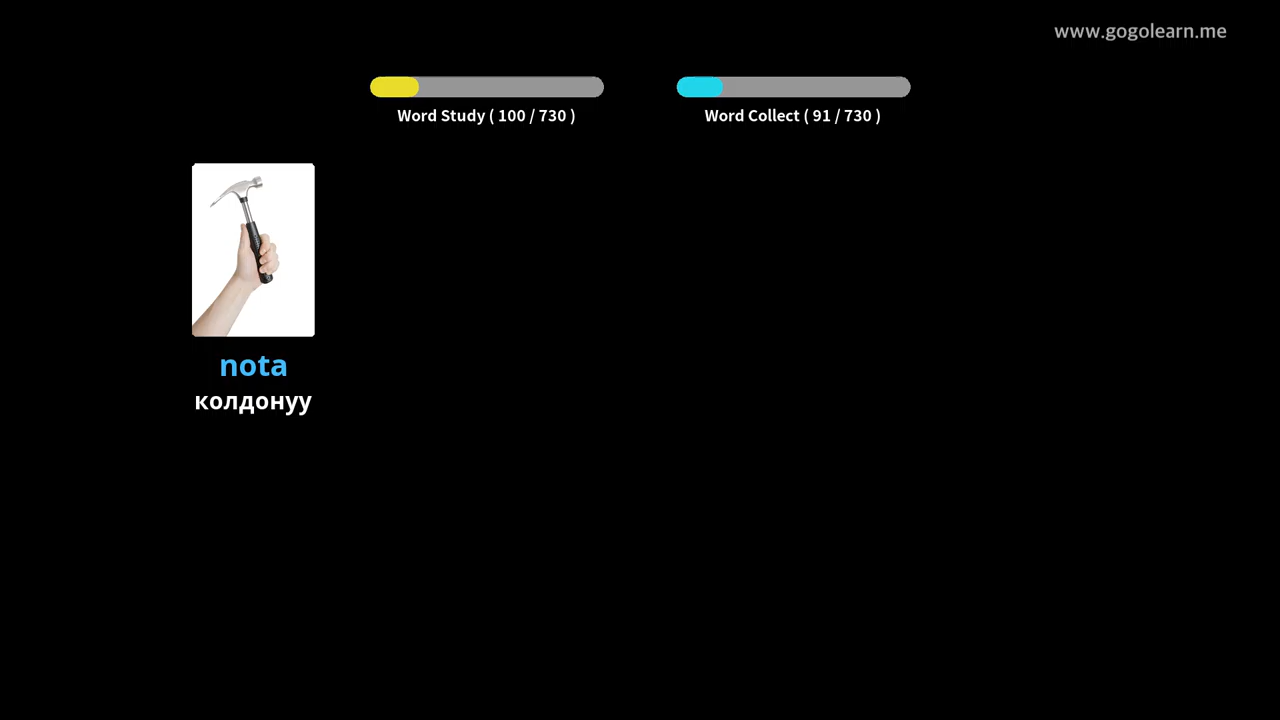 www.gogolearn.me
Word Study ( 100 / 730 )
Word Collect ( 91 / 730 )
nota
колдонуу